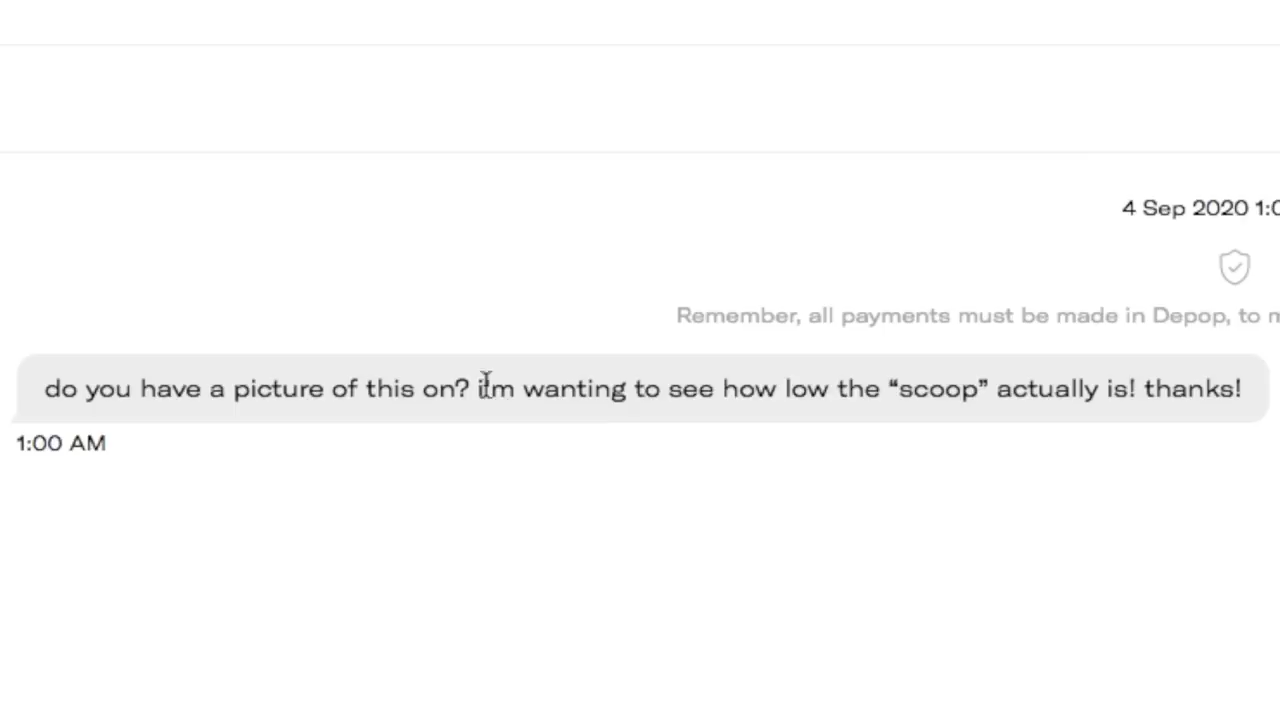 4 Sep 2020 1:0
Remember, all payments must be made in Depop, to m
do you have a picture of this on? i'm wanting to see how low the “scoop” actually is! thanks!
1:00 AM